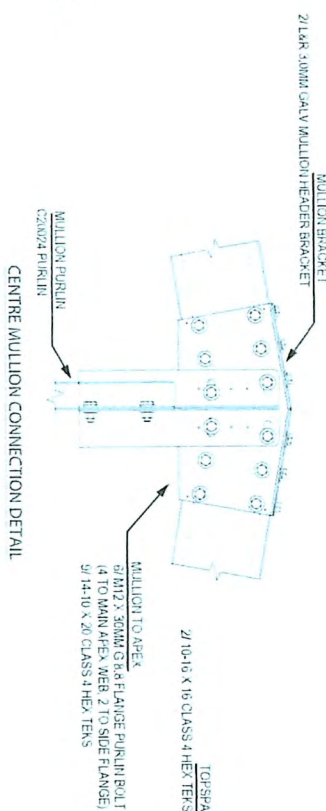 MULLION BRACKET
2/ L&R 3.0MM GALV MULLION HEADER BRACKET
TOPSPA
2/ 10-16 X 16 CLASS 4 HEX TEKS
MULLION TO APEX
6/ M12 X 30MM G8.8 FLANGE PURLIN BOLT
(4 TO MAIN APEX WEB, 2 TO SIDE FLANGE)
9/ 14-10 X 20 CLASS 4 HEX TEKS
MULLION PURLIN
C20024 PURLIN
CENTRE MULLION CONNECTION DETAIL